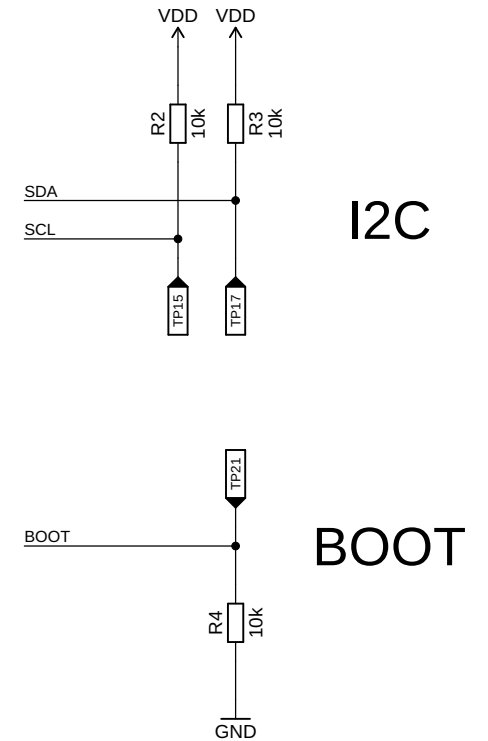 VDD VDD
R2 10k R3 10k
SDA
SCL
I2C
TP15 TP17
TP21
BOOT
BOOT
R4 10k
GND